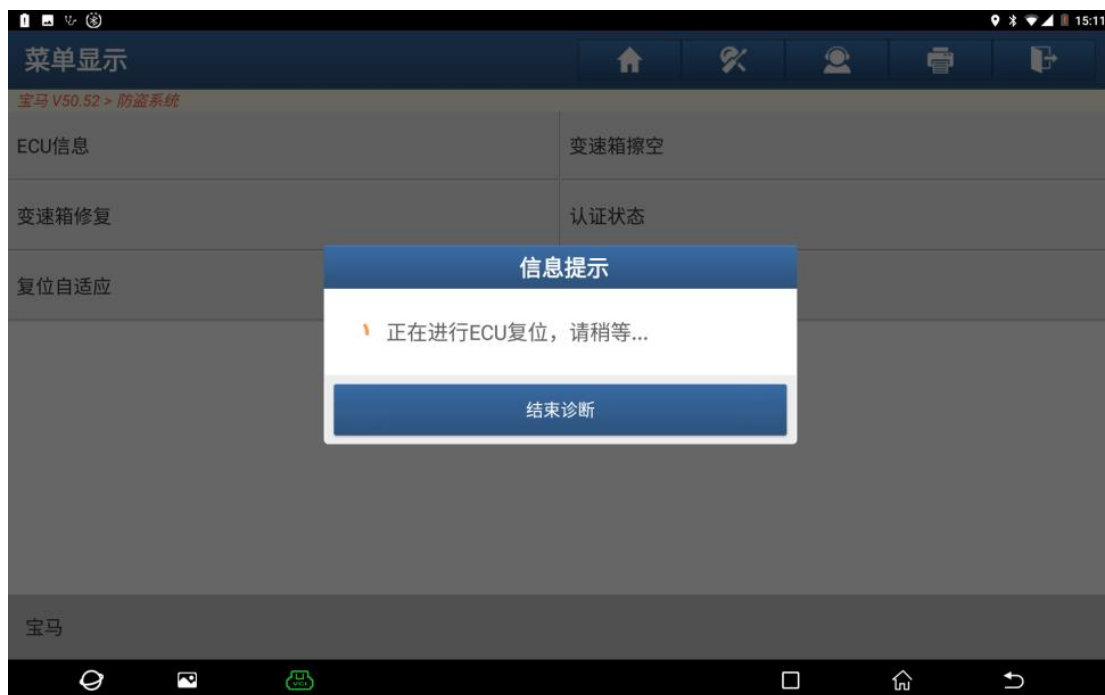 15:11
菜单显示
宝马 V50.52 > 防盗系统
ECU信息
变速箱擦空
变速箱修复
认证状态
复位自适应
信息提示
正在进行ECU复位，请稍等...
结束诊断
宝马